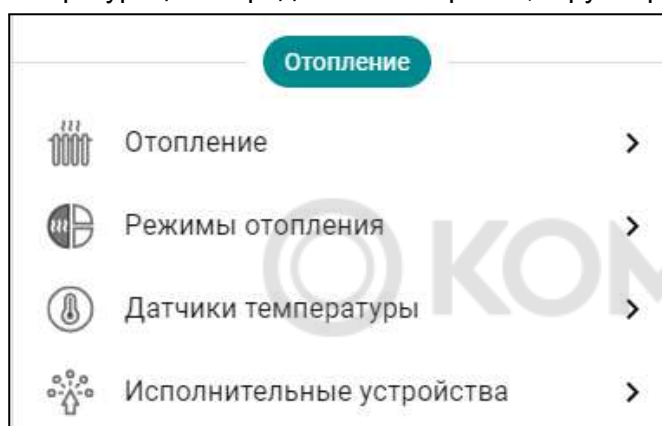 Отопление
Отопление
Режимы отопления
Датчики температуры
Исполнительные устройства